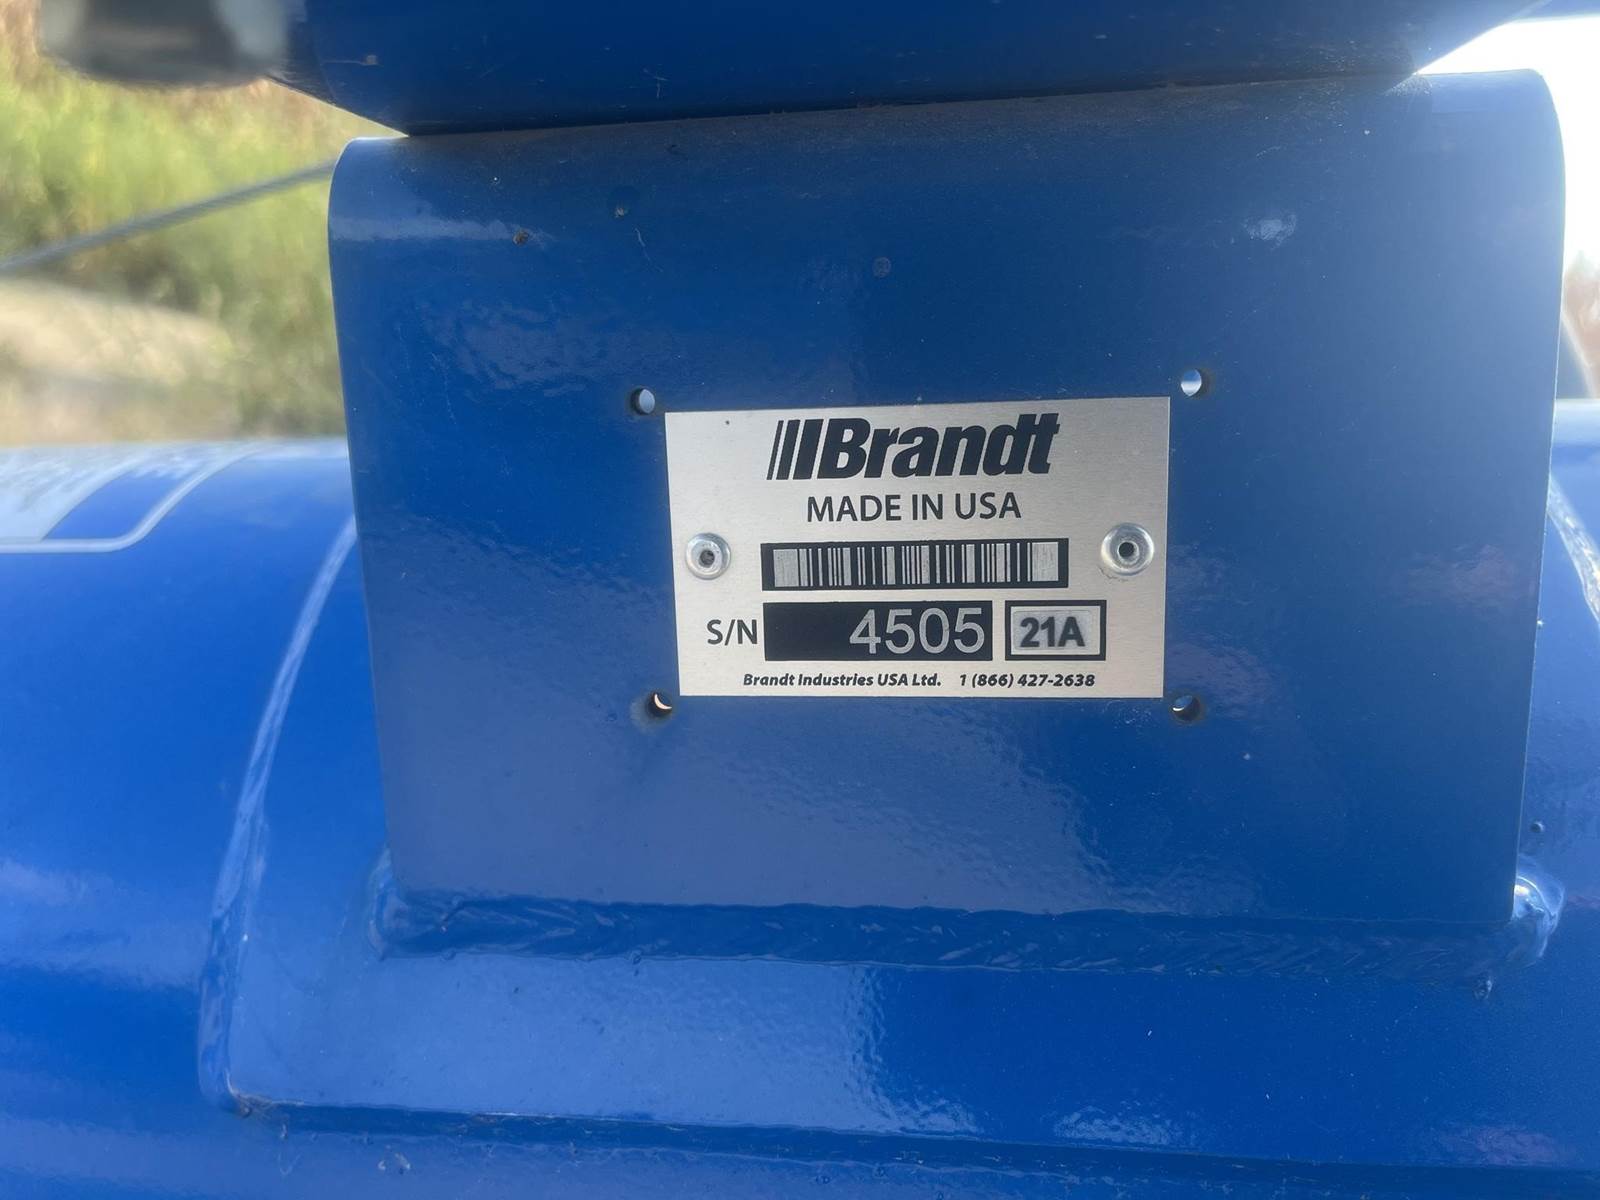 Brandt
MADE IN USA
S/N 4505 21A
Brandt Industries USA Ltd. 1 (866) 427-2638